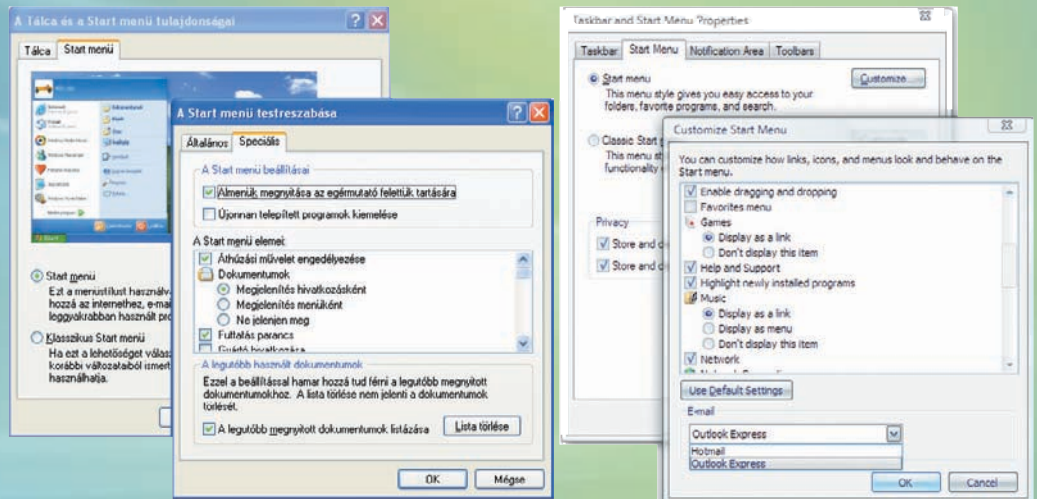 A Tálca és a Start menü tulajdonságai
Tálca Start menü
Start menü
Ezt a menüstílust használv
hozzá az internethez, e-mai
leggyakrabban használt pro
Klasszikus Start menü
Ha ezt a lehetőséget válasz
korábbi változataiból ismert
használhatja.
A Start menü testreszabása
Általános Speciális
A Start menü beállításai
Almenük megnyitása az egérmutató felettük tartására
Újonnan telepített programok kiemelése
A Start menü elemei:
Áthúzási művelet engedélyezése
Dokumentumok
Megjelenítés hivatkozásként
Megjelenítés menüként
Ne jelenjen meg
Futtatás parancs
Gyártó hivatkozása
A legutóbb használt dokumentumok
Ezzel a beállítással hamar hozzá tud férni a legutóbb megnyitott
dokumentumokhoz. A lista törlése nem jelenti a dokumentumok
törlését.
A legutóbb megnyitott dokumentumok listázása Lista törlése
OK Mégse
Taskbar and Start Menu Properties
Taskbar Start Menu Notification Area Toolbars
Start menu Customize...
This menu style gives you easy access to your
folders, favorite programs, and search.
Classic Start
This menu st
functionality
Privacy
Store and d
Store and d
Customize Start Menu
You can customize how links, icons, and menus look and behave on the
Start menu.
Enable dragging and dropping
Favorites menu
Games
Display as a link
Don't display this item
Help and Support
Highlight newly installed programs
Music
Display as a link
Display as menu
Don't display this item
Network
Use Default Settings
E-mail
Outlook Express
Hotmail
Outlook Express
OK Cancel